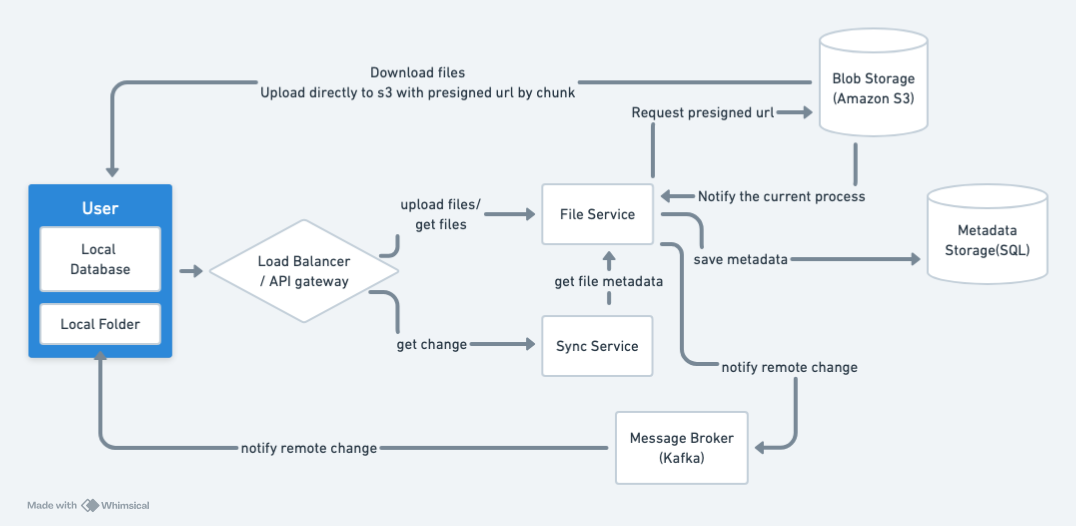 Download files
Upload directly to s3 with presigned url by chunk
Blob Storage
(Amazon S3)
Request presigned url
Notify the current process
User
Local
Database
Local Folder
Load Balancer
/ API gateway
upload files/
get files
File Service
Metadata
Storage(SQL)
save metadata
get file metadata
get change
Sync Service
notify remote change
Message Broker
(Kafka)
notify remote change
Made with Whimsical